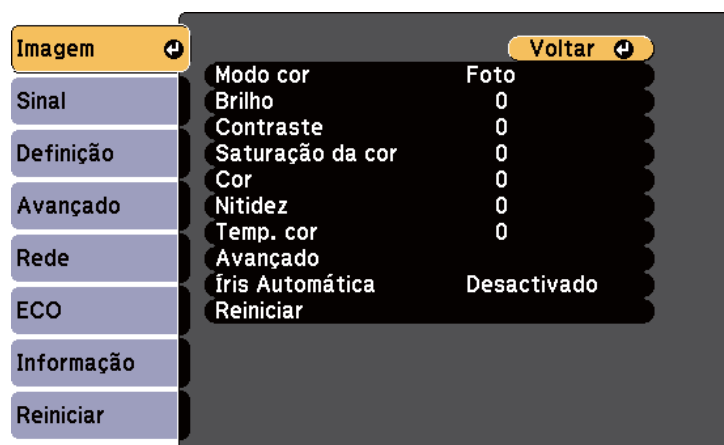 Imagem
Sinal
Definição
Avançado
Rede
ECO
Informação
Reiniciar
Voltar
Modo cor Foto
Brilho 0
Contraste 0
Saturação da cor 0
Cor 0
Nitidez 0
Temp. cor 0
Avançado
Íris Automática Desactivado
Reiniciar